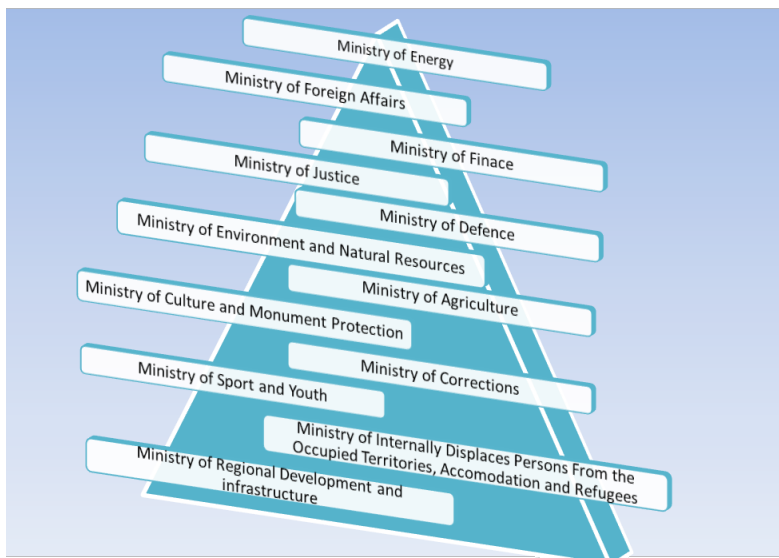 Ministry of Energy
Ministry of Foreign Affairs
Ministry of Finace
Ministry of Justice
Ministry of Defence
Ministry of Environment and Natural Resources
Ministry of Agriculture
Ministry of Culture and Monument Protection
Ministry of Corrections
Ministry of Sport and Youth
Ministry of Internally Displaces Persons From the
Occupied Territories, Accomodation and Refugees
Ministry of Regional Development and
infrastructure